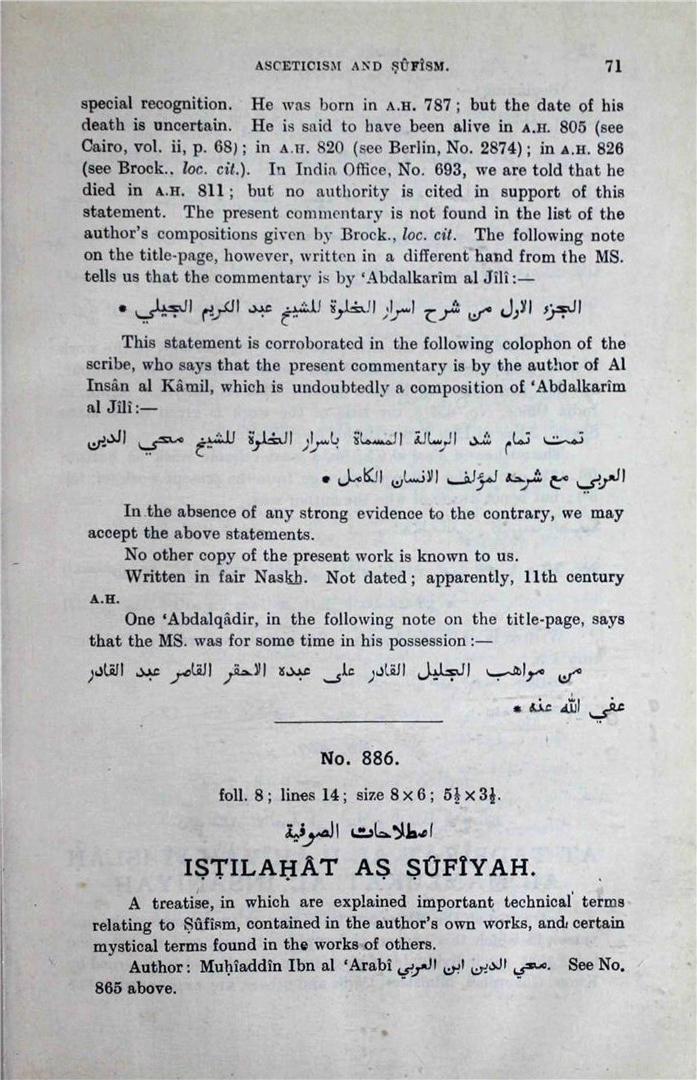 ASCETICISM AND ṢÛFÎSM. 71
special recognition. He was born in A.H. 787; but the date of his
death is uncertain. He is said to have been alive in A.H. 805 (see
Cairo, vol. ii, p. 68); in A.H. 820 (see Berlin, No. 2874); in A.H. 826
(see Brock., loc. cit.). In India Office, No. 693, we are told that he
died in A.H. 811; but no authority is cited in support of this
statement. The present commentary is not found in the list of the
author's compositions given by Brock., loc. cit. The following note
on the title-page, however, written in a different hand from the MS.
tells us that the commentary is by ‘Abdalkarîm al Jîlî:—
الجزء الاول من شرح اسرار الخلوة للشيخ عبد الكريم الجيلي *
This statement is corroborated in the following colophon of the
scribe, who says that the present commentary is by the author of Al
Insân al Kâmil, which is undoubtedly a composition of ‘Abdalkarîm
al Jîlî:—
تمت تمام شد الرسالة المسماة باسرار الخلوة للشيخ محي الدين
العربي مع شرحه لمؤلف الانسان الكامل *
In the absence of any strong evidence to the contrary, we may
accept the above statements.
No other copy of the present work is known to us.
Written in fair Naskh. Not dated; apparently, 11th century
A.H.
One ‘Abdalqâdir, in the following note on the title-page, says
that the MS. was for some time in his possession:—
من مواهب الجليل القادر على عبده الاحقر القاصر عبد القادر
عفي الله عنه *
No. 886.
foll. 8; lines 14; size 8 × 6; 5½ × 3½.
اصطلاحات الصوفية
IṢṬILAḤÂT AṢ ṢÛFÎYAH.
A treatise, in which are explained important technical terms
relating to Ṣûfism, contained in the author's own works, and certain
mystical terms found in the works of others.
Author: Muḥîaddîn Ibn al ‘Arabî محي الدين ابن العربي. See No.
865 above.